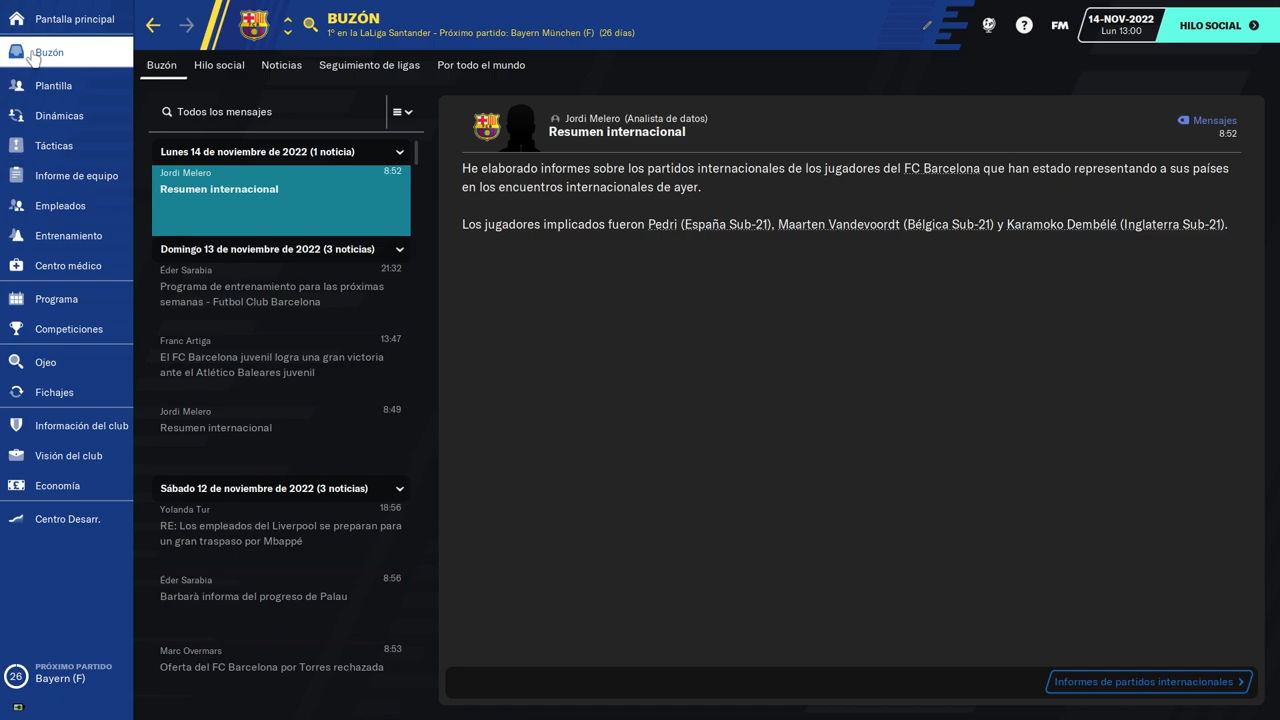 Pantalla principal
Buzón
Plantilla
Dinámicas
Tácticas
Informe de equipo
Empleados
Entrenamiento
Centro médico
Programa
Competiciones
Ojeo
Fichajes
Información del club
Visión del club
Economía
Centro Desarr.
26
PRÓXIMO PARTIDO
Bayern (F)
BUZÓN
1º en la LaLiga Santander - Próximo partido: Bayern München (F) (26 días)
?
FM
14-NOV-2022
Lun 13:00
HILO SOCIAL
Buzón
Hilo social
Noticias
Seguimiento de ligas
Por todo el mundo
Todos los mensajes
Lunes 14 de noviembre de 2022 (1 noticia)
Jordi Melero 8:52
Resumen internacional
Domingo 13 de noviembre de 2022 (3 noticias)
Éder Sarabia 21:32
Programa de entrenamiento para las próximas
semanas - Futbol Club Barcelona
Franc Artiga 13:47
El FC Barcelona juvenil logra una gran victoria
ante el Atlético Baleares juvenil
Jordi Melero 8:49
Resumen internacional
Sábado 12 de noviembre de 2022 (3 noticias)
Yolanda Tur 18:56
RE: Los empleados del Liverpool se preparan para
un gran traspaso por Mbappé
Éder Sarabia 8:56
Barbarà informa del progreso de Palau
Marc Overmars 8:53
Oferta del FC Barcelona por Torres rechazada
Jordi Melero (Analista de datos)
Resumen internacional
Mensajes
8:52
He elaborado informes sobre los partidos internacionales de los jugadores del FC Barcelona que han estado representando a sus países
en los encuentros internacionales de ayer.
Los jugadores implicados fueron Pedri (España Sub-21), Maarten Vandevoordt (Bélgica Sub-21) y Karamoko Dembélé (Inglaterra Sub-21).
Informes de partidos internacionales